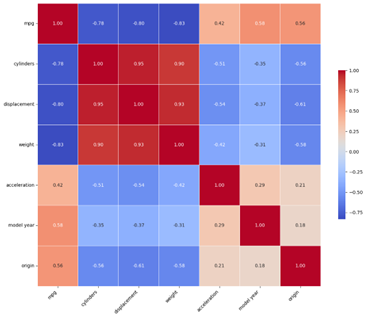 mpg 1.00 -0.78 -0.80 -0.83 0.42 0.58 0.56
cylinders -0.78 1.00 0.95 0.90 -0.51 -0.35 -0.56
displacement -0.80 0.95 1.00 0.93 -0.54 -0.37 -0.61
weight -0.83 0.90 0.93 1.00 -0.42 -0.31 -0.58
acceleration 0.42 -0.51 -0.54 -0.42 1.00 0.29 0.21
model year 0.58 -0.35 -0.37 -0.31 0.29 1.00 0.18
origin 0.56 -0.56 -0.61 -0.58 0.21 0.18 1.00
mpg cylinders displacement weight acceleration model year origin
1.00
0.75
0.50
0.25
0.00
-0.25
-0.50
-0.75